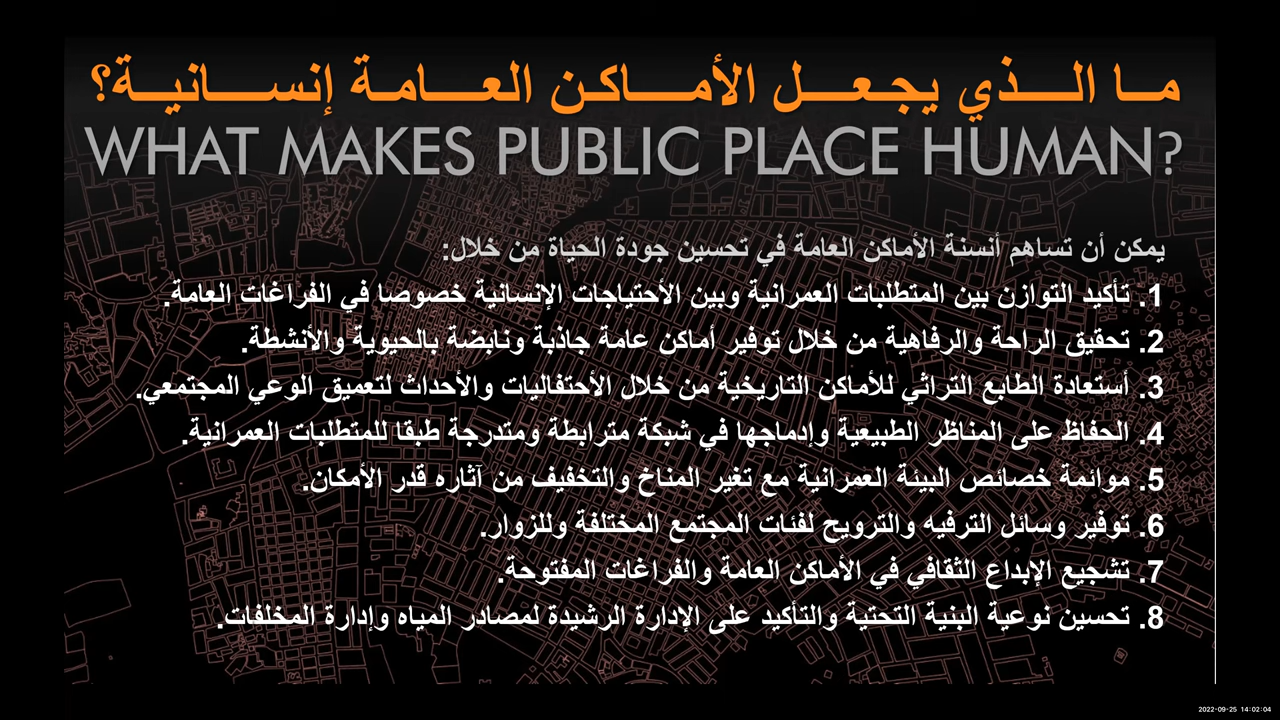 ما الذي يجعل الأماكن العامة إنسانية؟
WHAT MAKES PUBLIC PLACE HUMAN?
يمكن أن تساهم أنسنة الأماكن العامة في تحسين جودة الحياة من خلال:
1. تأكيد التوازن بين المتطلبات العمرانية وبين الأحتياجات الإنسانية خصوصا في الفراغات العامة.
2. تحقيق الراحة والرفاهية من خلال توفير أماكن عامة جاذبة ونابضة بالحيوية والأنشطة.
3. أستعادة الطابع التراثي للأماكن التاريخية من خلال الأحتفاليات والأحداث لتعميق الوعي المجتمعي.
4. الحفاظ على المناظر الطبيعية وإدماجها في شبكة مترابطة ومتدرجة طبقا للمتطلبات العمرانية.
5. موائمة خصائص البيئة العمرانية مع تغير المناخ والتخفيف من آثاره قدر الأمكان.
6. توفير وسائل الترفيه والترويح لفئات المجتمع المختلفة وللزوار.
7. تشجيع الإبداع الثقافي في الأماكن العامة والفراغات المفتوحة.
8. تحسين نوعية البنية التحتية والتأكيد على الإدارة الرشيدة لمصادر المياه وإدارة المخلفات.
2022-09-25 14:02:04